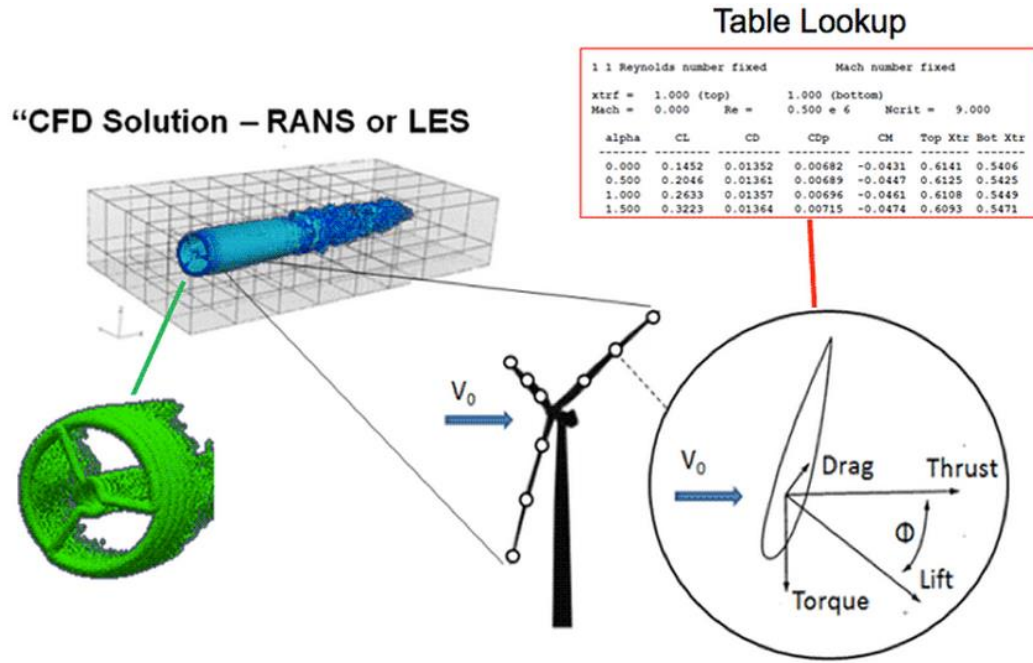 Table Lookup
1 1 Reynolds number fixed Mach number fixed
xtrf = 1.000 (top) 1.000 (bottom)
Mach = 0.000 Re = 0.500 e 6 Ncrit = 9.000
alpha CL CD CDp CM Top Xtr Bot Xtr
------- -------- --------- --------- -------- ------- -------
0.000 0.1452 0.01352 0.00682 -0.0431 0.6141 0.5406
0.500 0.2046 0.01361 0.00689 -0.0447 0.6125 0.5425
1.000 0.2633 0.01357 0.00696 -0.0461 0.6108 0.5449
1.500 0.3223 0.01364 0.00715 -0.0474 0.6093 0.5471
“CFD Solution – RANS or LES
V₀
V₀
Drag
Thrust
Φ
Lift
Torque